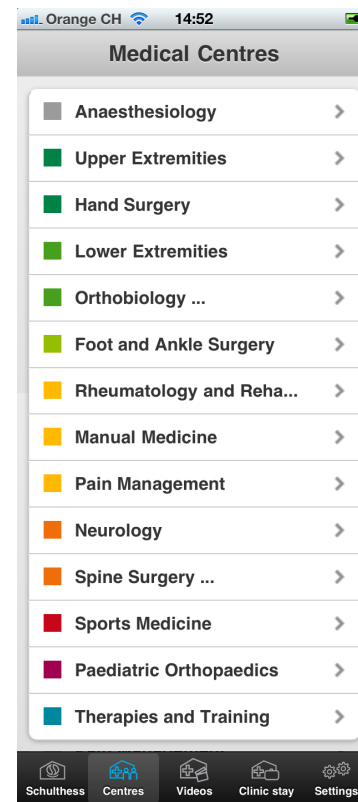 Orange CH 14:52
Medical Centres
Anaesthesiology
Upper Extremities
Hand Surgery
Lower Extremities
Orthobiology ...
Foot and Ankle Surgery
Rheumatology and Reha...
Manual Medicine
Pain Management
Neurology
Spine Surgery ...
Sports Medicine
Paediatric Orthopaedics
Therapies and Training
Schulthess Centres Videos Clinic stay Settings